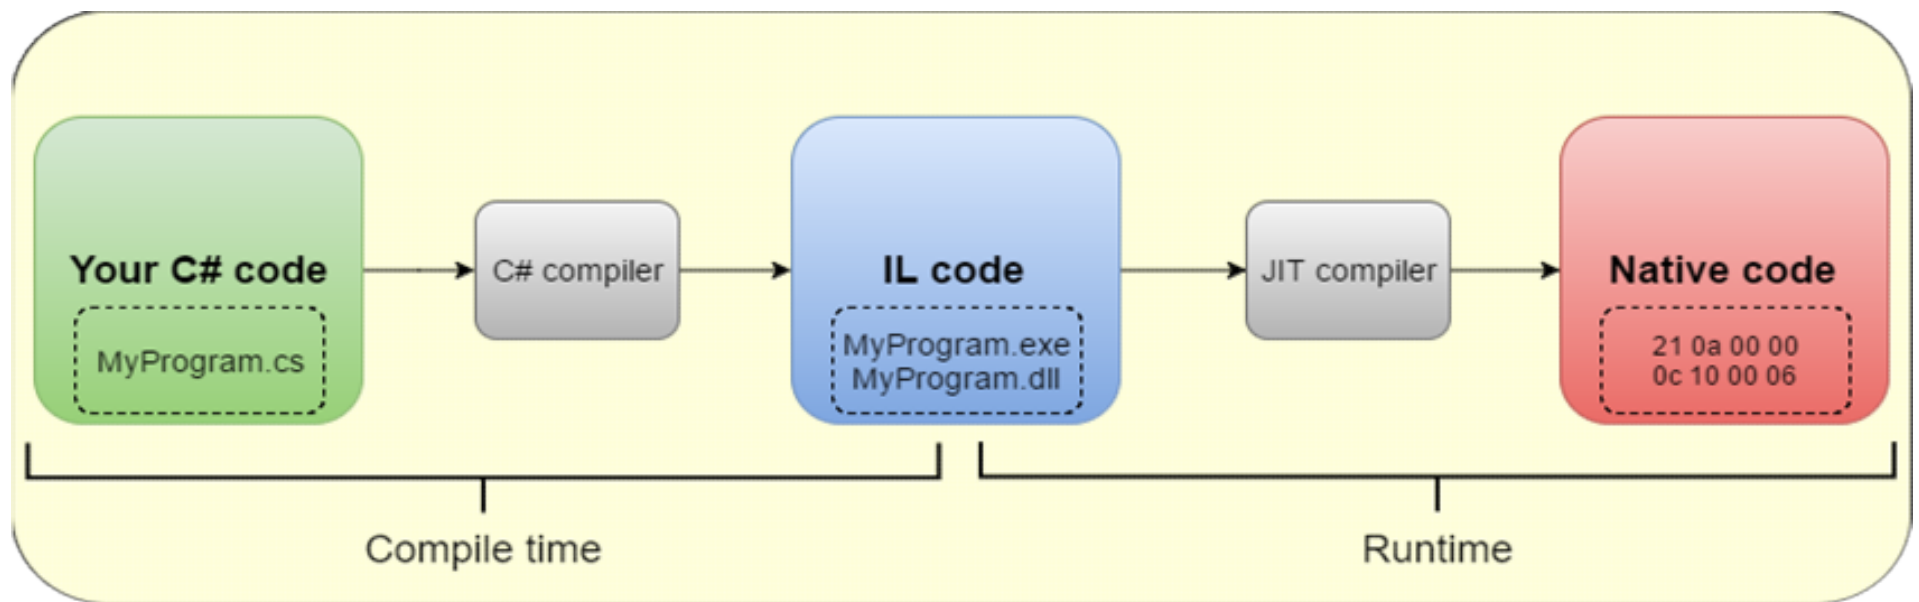 Your C# code
MyProgram.cs
C# compiler
IL code
MyProgram.exe
MyProgram.dll
JIT compiler
Native code
21 0a 00 00
0c 10 00 06
Compile time
Runtime